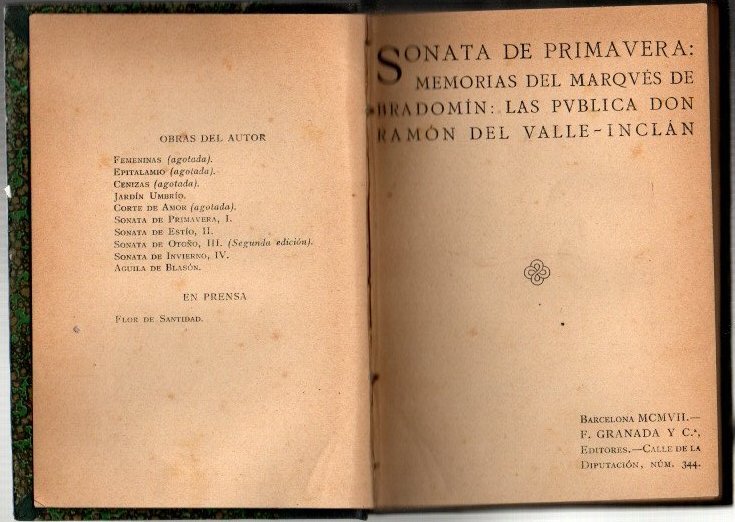 OBRAS DEL AUTOR
FEMENINAS (agotada).
EPITALAMIO (agotada).
CENIZAS (agotada).
JARDÍN UMBRÍO.
CORTE DE AMOR (agotada).
SONATA DE PRIMAVERA, I.
SONATA DE ESTÍO, II.
SONATA DE OTOÑO, III. (Segunda edición).
SONATA DE INVIERNO, IV.
AGUILA DE BLASÓN.
EN PRENSA
FLOR DE SANTIDAD.
SONATA DE PRIMAVERA:
MEMORIAS DEL MARQVÉS DE
BRADOMÍN: LAS PVBLICA DON
RAMÓN DEL VALLE-INCLÁN
BARCELONA MCMVII.—
F. GRANADA Y C.ª,
EDITORES.—CALLE DE LA
DIPUTACIÓN, NÚM. 344.